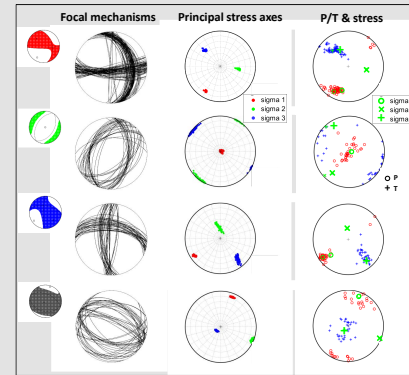 Focal mechanisms
Principal stress axes
P/T & stress
sigma 1
sigma 2
sigma 3
sigma
sigma
sigma
P
T